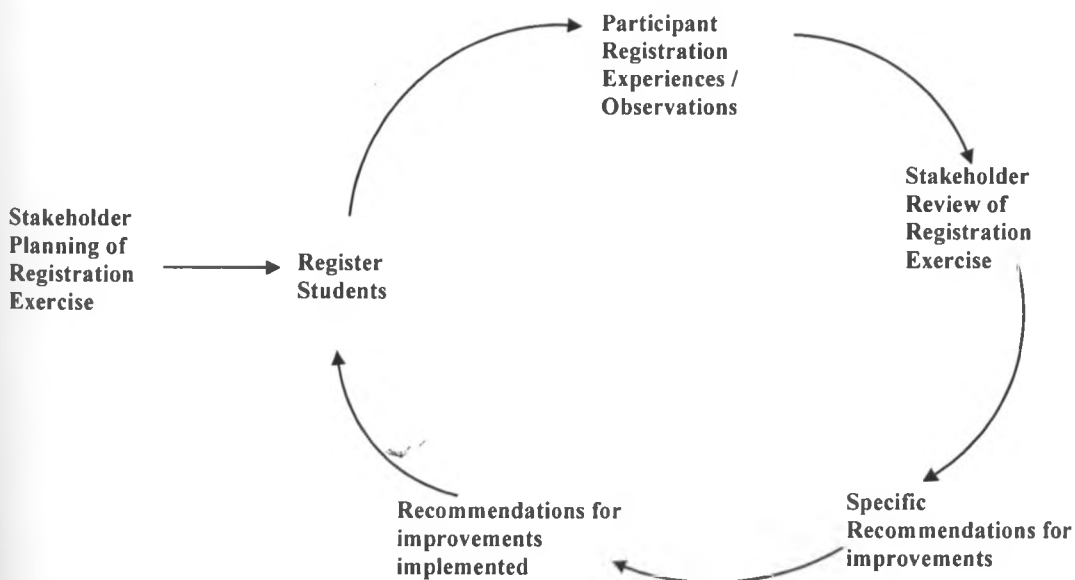 Participant
Registration
Experiences /
Observations
Stakeholder
Review of
Registration
Exercise
Stakeholder
Planning of
Registration
Exercise
Register
Students
Specific
Recommendations for
improvements
Recommendations for
improvements
implemented